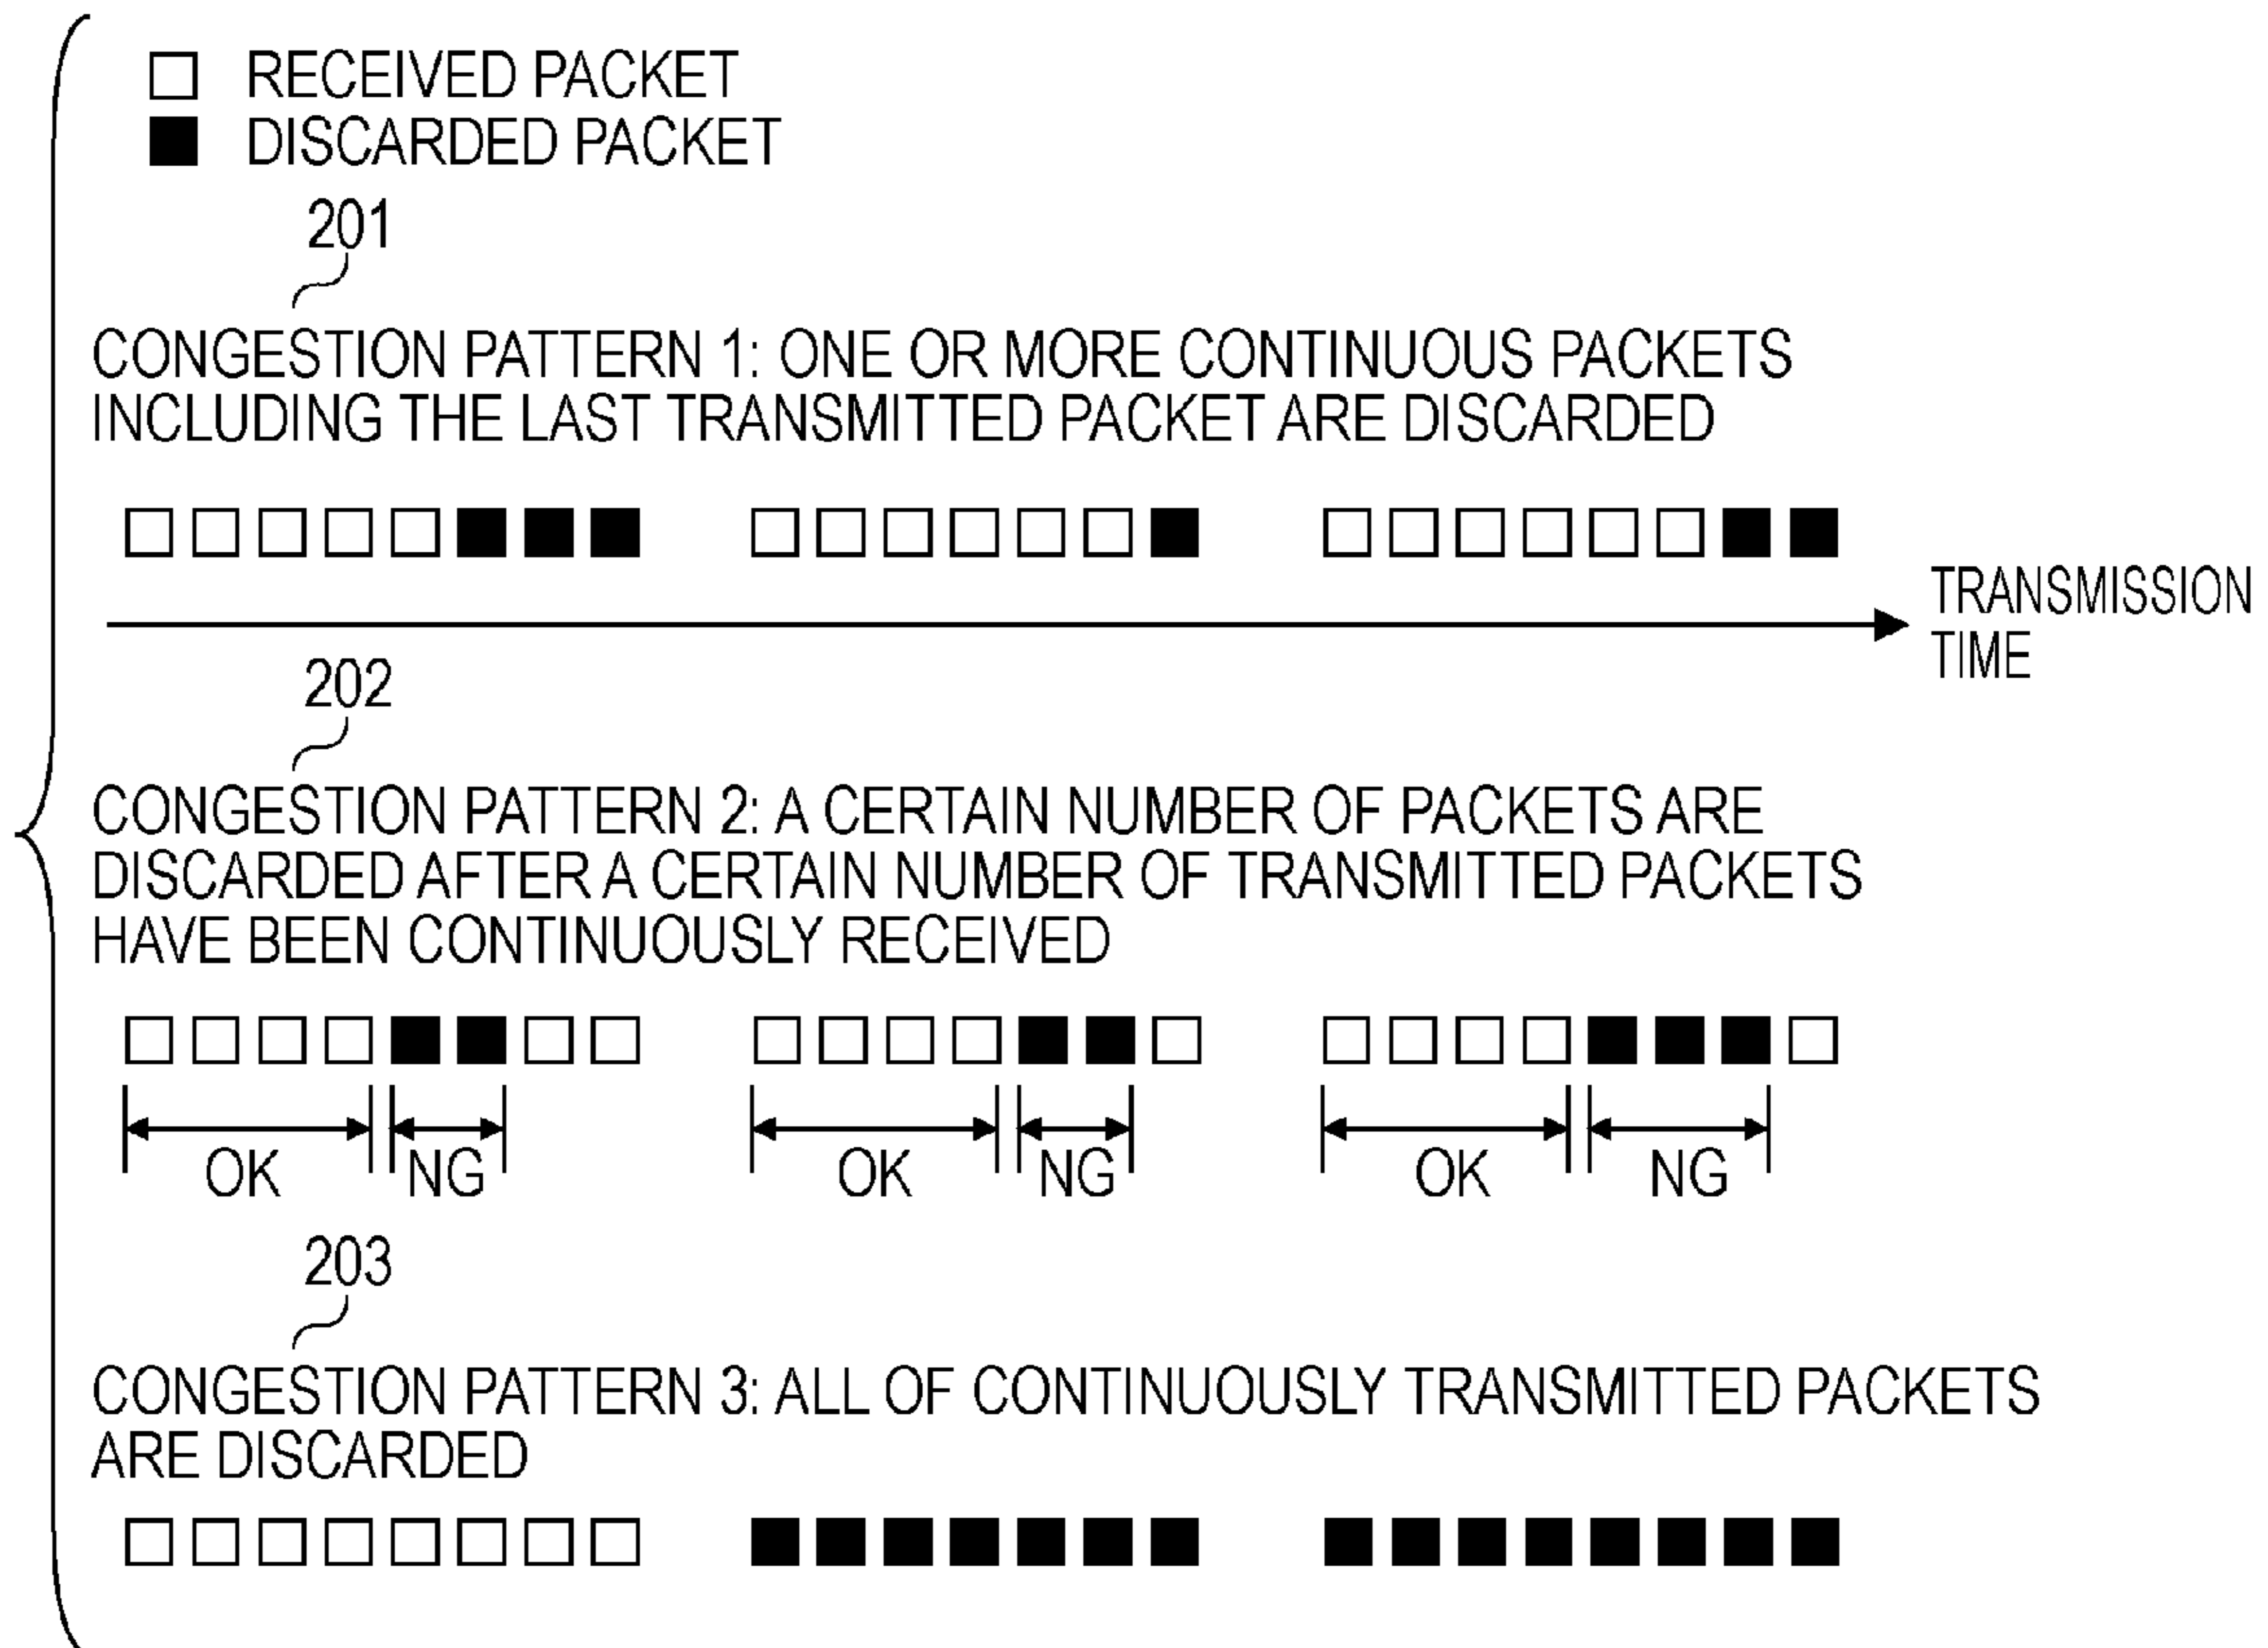 RECEIVED PACKET
DISCARDED PACKET
201
CONGESTION PATTERN 1: ONE OR MORE CONTINUOUS PACKETS
INCLUDING THE LAST TRANSMITTED PACKET ARE DISCARDED
TRANSMISSION
TIME
202
CONGESTION PATTERN 2: A CERTAIN NUMBER OF PACKETS ARE
DISCARDED AFTER A CERTAIN NUMBER OF TRANSMITTED PACKETS
HAVE BEEN CONTINUOUSLY RECEIVED
OK NG OK NG OK NG
203
CONGESTION PATTERN 3: ALL OF CONTINUOUSLY TRANSMITTED PACKETS
ARE DISCARDED